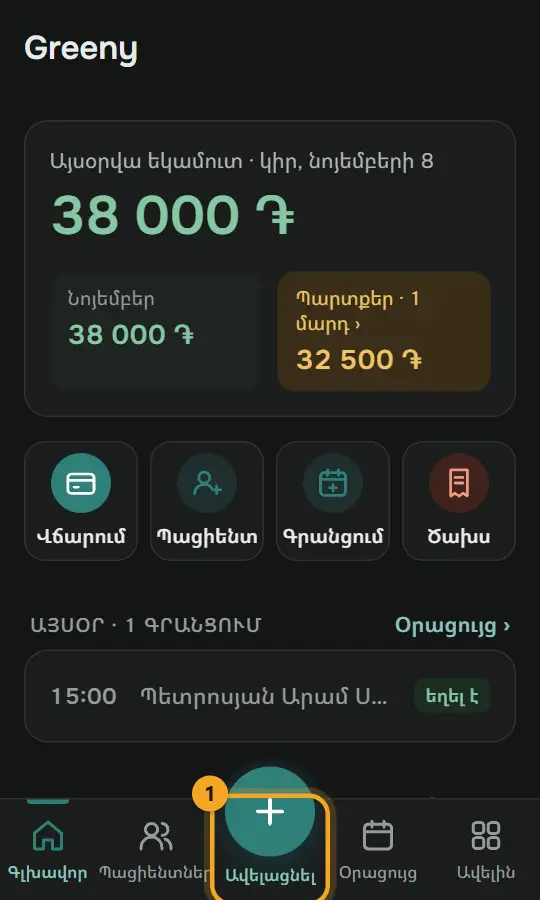 Greeny
Այսօրվա եկամուտ · կիր, նոյեմբերի 8
38 000 ֏
Նոյեմբեր
38 000 ֏
Պարտքեր · 1
մարդ ›
32 500 ֏
Վճարում
Պացիենտ
Գրանցում
Ծախս
ԱՅՍՕՐ · 1 ԳՐԱՆՑՈՒՄ
Օրացույց ›
15:00 Պետրոսյան Արամ Ս... եղել է
1
Գլխավոր
Պացիենտներ
Ավելացնել
Օրացույց
Ավելին